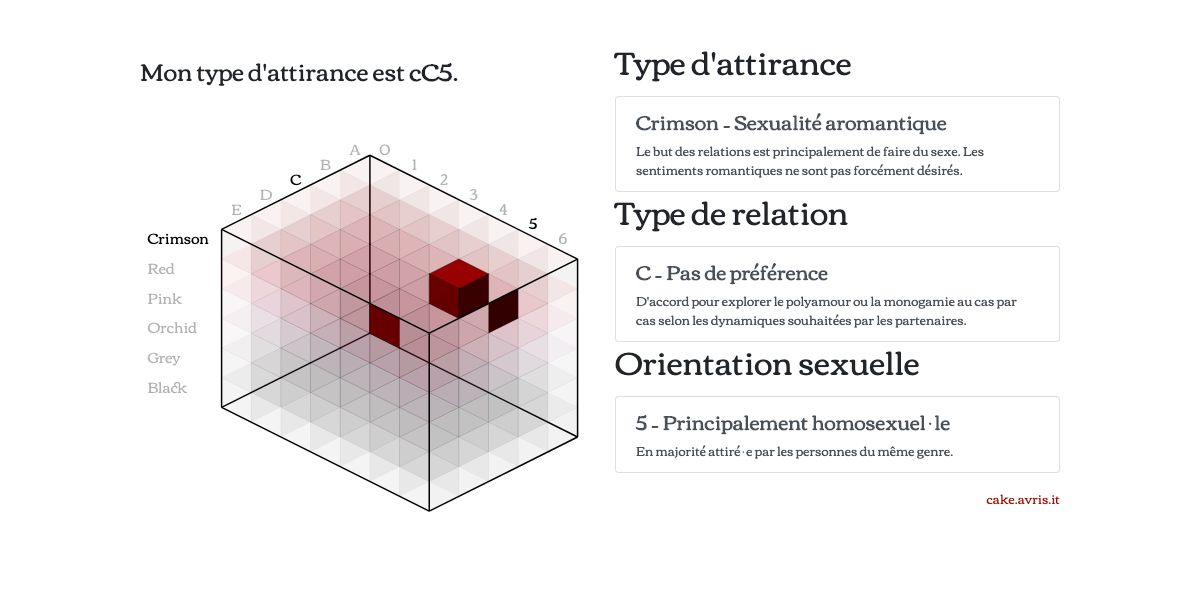 Mon type d'attirance est cC5.
A
O
B
1
C
2
D
3
E
4
5
6
Crimson
Red
Pink
Orchid
Grey
Black
Type d'attirance
Crimson - Sexualité aromantique
Le but des relations est principalement de faire du sexe. Les
sentiments romantiques ne sont pas forcément désirés.
Type de relation
C - Pas de préférence
D'accord pour explorer le polyamour ou la monogamie au cas par
cas selon les dynamiques souhaitées par les partenaires.
Orientation sexuelle
5 - Principalement homosexuel·le
En majorité attiré·e par les personnes du même genre.
cake.avris.it